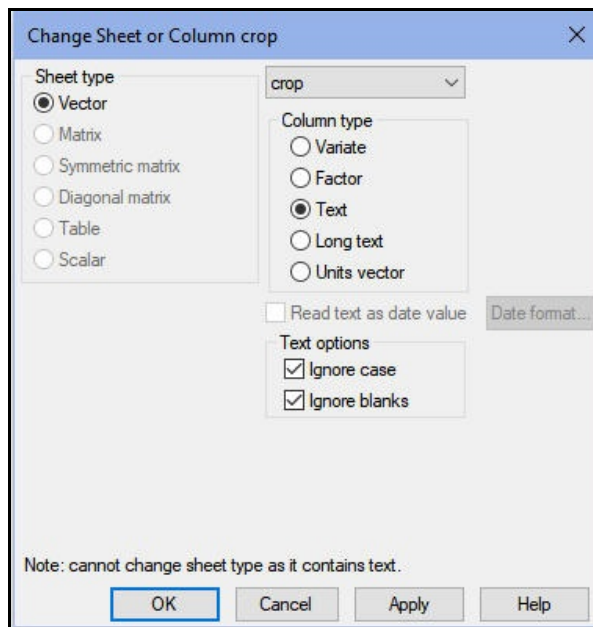 Change Sheet or Column crop
Sheet type
Vector
Matrix
Symmetric matrix
Diagonal matrix
Table
Scalar
crop
Column type
Variate
Factor
Text
Long text
Units vector
Read text as date value
Date format...
Text options
Ignore case
Ignore blanks
Note: cannot change sheet type as it contains text.
OK
Cancel
Apply
Help